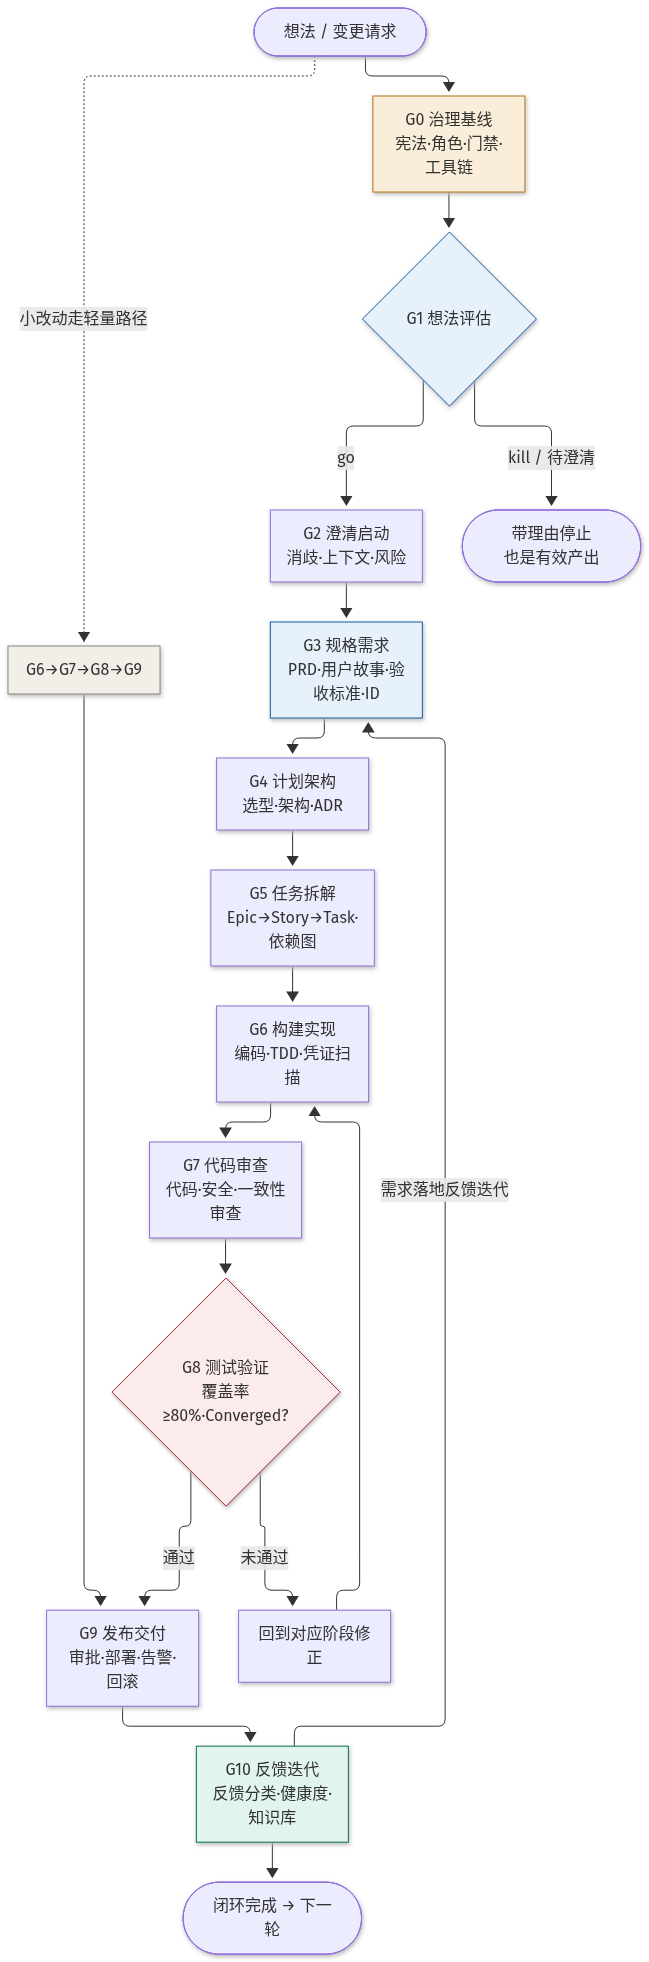 想法 / 变更请求
G0 治理基线
宪法·角色·门禁·
工具链
小改动走轻量路径
G1 想法评估
go
kill / 待澄清
G2 澄清启动
消歧·上下文·风险
带理由停止
也是有效产出
G3 规格需求
PRD·用户故事·验
收标准·ID
G6→G7→G8→G9
G4 计划架构
选型·架构·ADR
G5 任务拆解
Epic→Story→Task·
依赖图
G6 构建实现
编码·TDD·凭证扫
描
G7 代码审查
代码·安全·一致性
审查
需求落地反馈迭代
G8 测试验证
覆盖率
≥80%·Converged?
通过
未通过
G9 发布交付
审批·部署·告警·
回滚
回到对应阶段修
正
G10 反馈迭代
反馈分类·健康度·
知识库
闭环完成 → 下一
轮